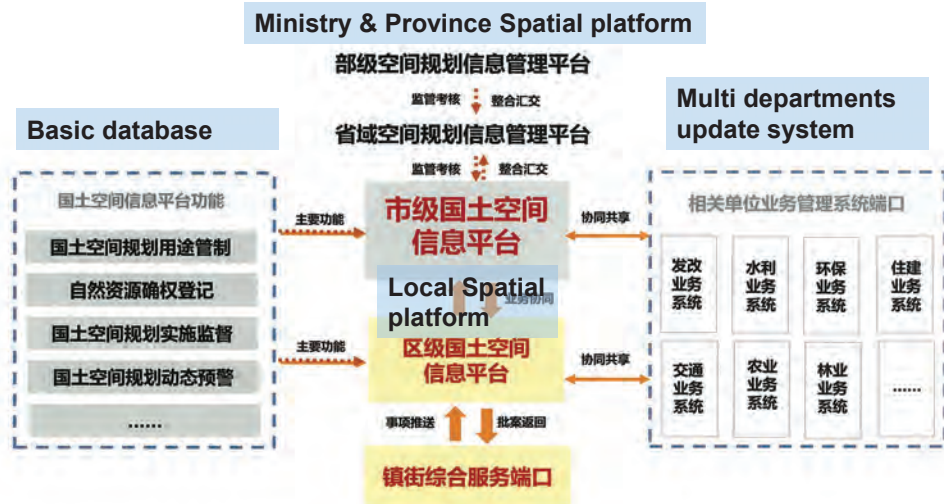 Ministry & Province Spatial platform
部级空间规划信息管理平台
监管考核
整合汇交
省域空间规划信息管理平台
监管考核
整合汇交
Basic database
国土空间信息平台功能
国土空间规划用途管制
自然资源确权登记
国土空间规划实施监督
国土空间规划动态预警
......
主要功能
主要功能
市级国土空间
信息平台
Local Spatial
platform
业务协同
区级国土空间
信息平台
事项推送
批案返回
镇街综合服务端口
协同共享
协同共享
Multi departments
update system
相关单位业务管理系统端口
发改
业务
系统
水利
业务
系统
环保
业务
系统
住建
业务
系统
交通
业务
系统
农业
业务
系统
林业
业务
系统
......